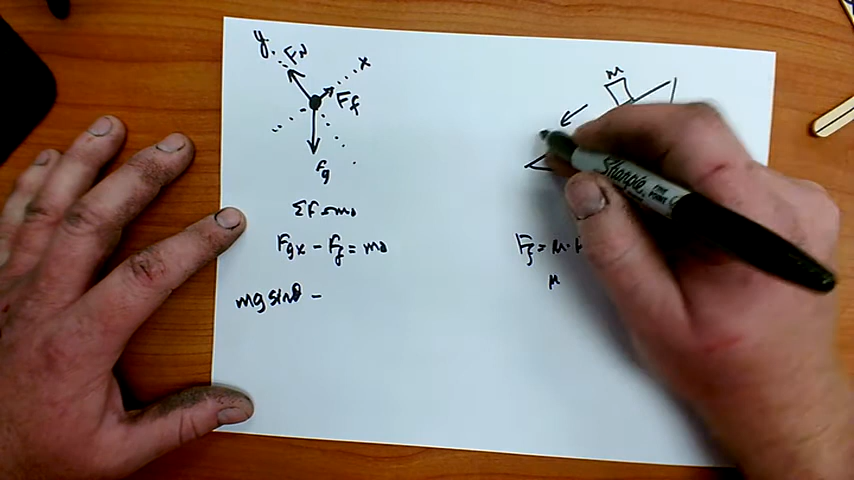 y
FN
x
M
Ff
Fg
Sharpie
ΣF = ma
Fgx - Ff = ma
Ff = μ ·
mg sinθ -
μ